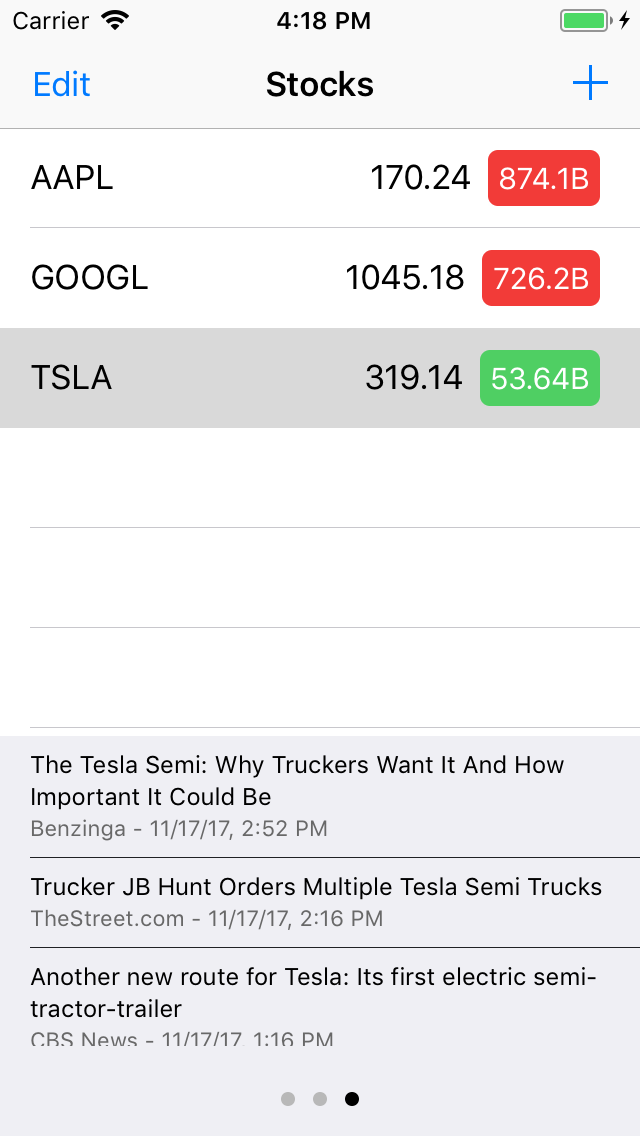 Carrier 4:18 PM
Edit Stocks +
AAPL 170.24 874.1B
GOOGL 1045.18 726.2B
TSLA 319.14 53.64B
The Tesla Semi: Why Truckers Want It And How
Important It Could Be
Benzinga - 11/17/17, 2:52 PM
Trucker JB Hunt Orders Multiple Tesla Semi Trucks
TheStreet.com - 11/17/17, 2:16 PM
Another new route for Tesla: Its first electric semi-
tractor-trailer
CBS News - 11/17/17, 1:16 PM